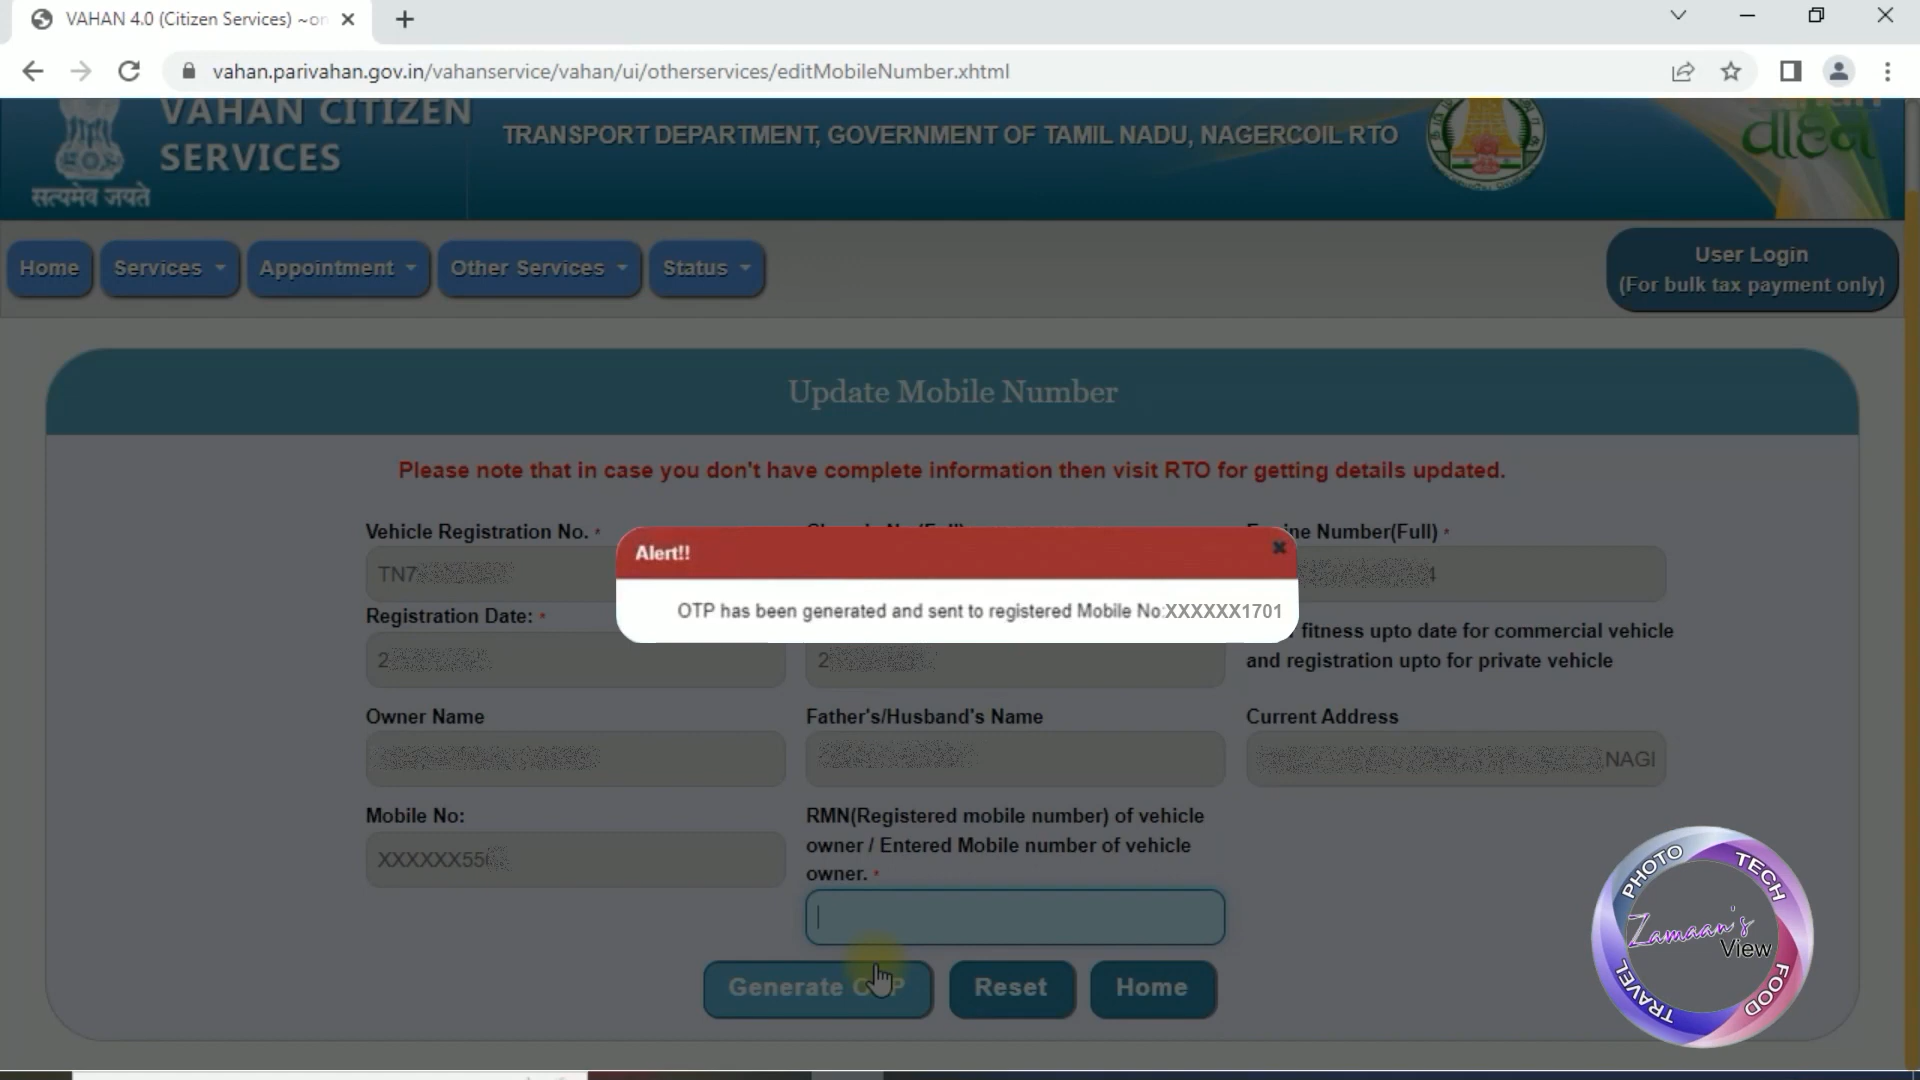 VAHAN 4.0 (Citizen Services) ~on
vahan.parivahan.gov.in/vahanservice/vahan/ui/otherservices/editMobileNumber.xhtml
VAHAN CITIZEN
SERVICES
सत्यमेव जयते
TRANSPORT DEPARTMENT, GOVERNMENT OF TAMIL NADU, NAGERCOIL RTO
वाहन
Home
Services
Appointment
Other Services
Status
User Login
(For bulk tax payment only)
Update Mobile Number
Please note that in case you don't have complete information then visit RTO for getting details updated.
Vehicle Registration No. *
ne Number(Full) *
Alert!!
TN7
4
OTP has been generated and sent to registered Mobile No:XXXXXX1701
Registration Date: *
fitness upto date for commercial vehicle
and registration upto for private vehicle
2
2
Owner Name
Father's/Husband's Name
Current Address
NAGI
Mobile No:
RMN(Registered mobile number) of vehicle
owner / Entered Mobile number of vehicle
owner. *
XXXXXX55
Generate O P
Reset
Home
PHOTO
TECH
Zamaan's
View
TRAVEL
FOOD